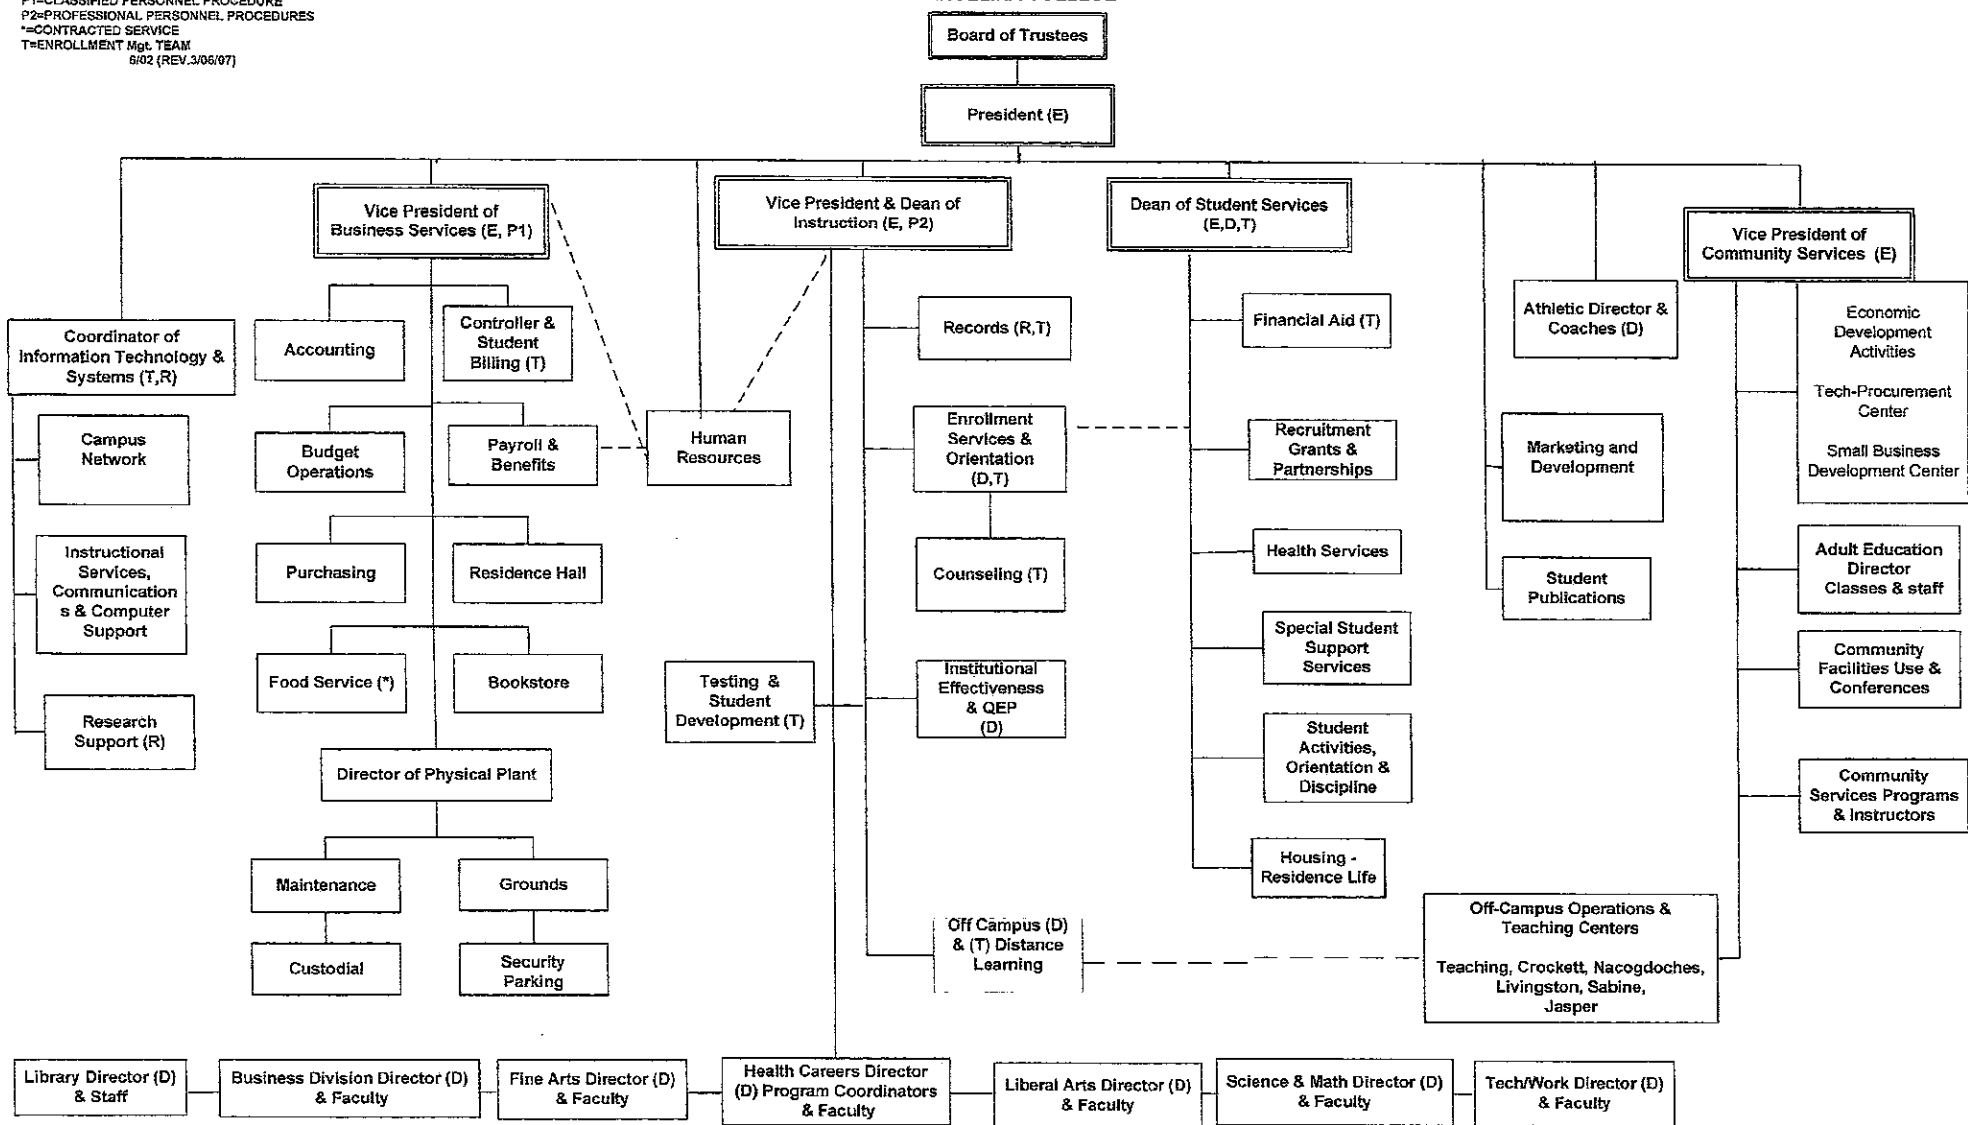 P1=CLASSIFIED PERSONNEL PROCEDURE
P2=PROFESSIONAL PERSONNEL PROCEDURES
*=CONTRACTED SERVICE
T=ENROLLMENT Mgt. TEAM
6/02 (REV.3/06/07)
Board of Trustees
President (E)
Vice President of
Business Services (E, P1)
Vice President & Dean of
Instruction (E, P2)
Dean of Student Services
(E,D,T)
Vice President of
Community Services (E)
Coordinator of
Information Technology &
Systems (T,R)
Campus
Network
Instructional
Services,
Communication
s & Computer
Support
Research
Support (R)
Accounting
Controller &
Student
Billing (T)
Budget
Operations
Payroll &
Benefits
Purchasing
Residence Hall
Food Service (*)
Bookstore
Director of Physical Plant
Maintenance
Grounds
Custodial
Security
Parking
Human
Resources
Testing &
Student
Development (T)
Records (R,T)
Enrollment
Services &
Orientation
(D,T)
Counseling (T)
Institutional
Effectiveness
& QEP
(D)
Off Campus (D)
& (T) Distance
Learning
Financial Aid (T)
Recruitment
Grants &
Partnerships
Health Services
Special Student
Support
Services
Student
Activities,
Orientation &
Discipline
Housing -
Residence Life
Athletic Director &
Coaches (D)
Marketing and
Development
Student
Publications
Economic
Development
Activities
Tech-Procurement
Center
Small Business
Development Center
Adult Education
Director
Classes & staff
Community
Facilities Use &
Conferences
Community
Services Programs
& Instructors
Off-Campus Operations &
Teaching Centers
Teaching, Crockett, Nacogdoches,
Livingston, Sabine,
Jasper
Library Director (D)
& Staff
Business Division Director (D)
& Faculty
Fine Arts Director (D)
& Faculty
Health Careers Director
(D) Program Coordinators
& Faculty
Liberal Arts Director (D)
& Faculty
Science & Math Director (D)
& Faculty
Tech/Work Director (D)
& Faculty